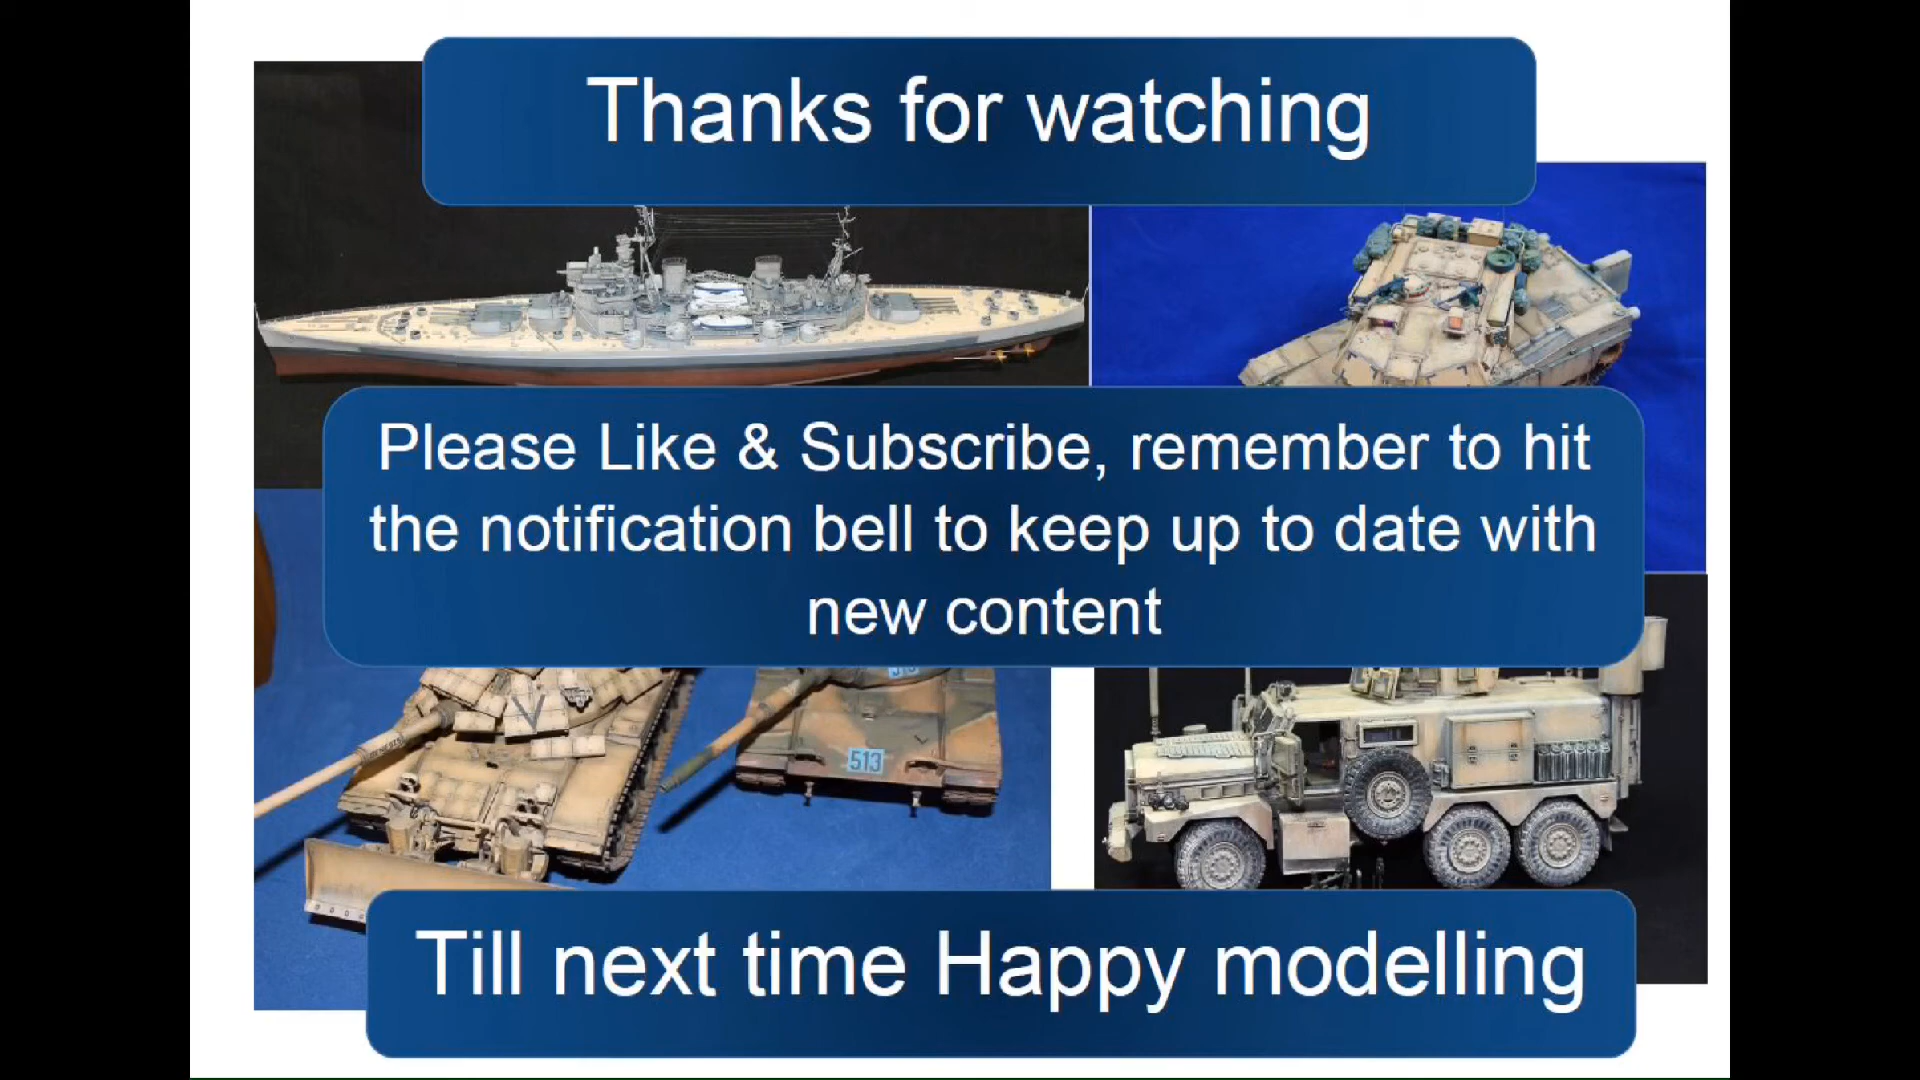 Thanks for watching
Please Like & Subscribe, remember to hit
the notification bell to keep up to date with
new content
V
513
L
Till next time Happy modelling